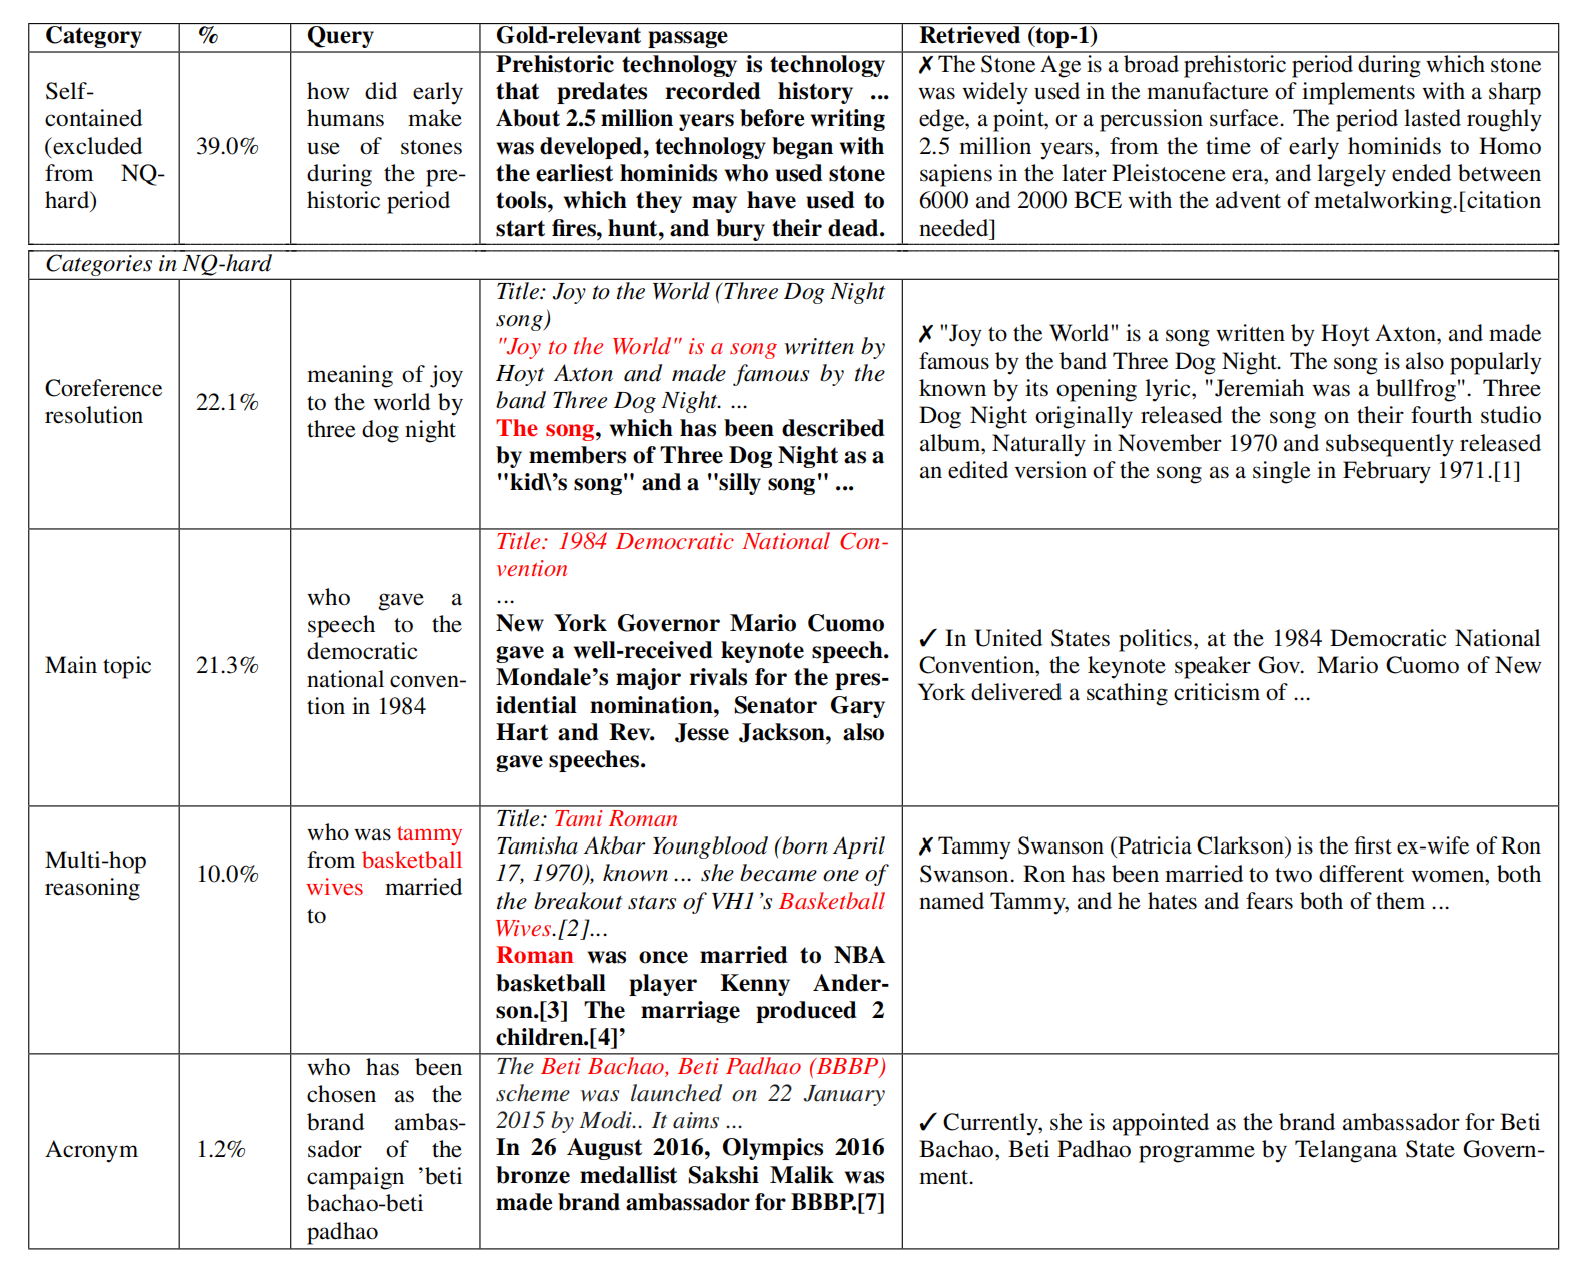 Category % Query Gold-relevant passage Retrieved (top-1)
Self-
contained
(excluded
from NQ-
hard)
39.0%
how did early
humans make
use of stones
during the pre-
historic period
Prehistoric technology is technology
that predates recorded history ...
About 2.5 million years before writing
was developed, technology began with
the earliest hominids who used stone
tools, which they may have used to
start fires, hunt, and bury their dead.
✗ The Stone Age is a broad prehistoric period during which stone
was widely used in the manufacture of implements with a sharp
edge, a point, or a percussion surface. The period lasted roughly
2.5 million years, from the time of early hominids to Homo
sapiens in the later Pleistocene era, and largely ended between
6000 and 2000 BCE with the advent of metalworking.[citation
needed]
Categories in NQ-hard
Coreference
resolution
22.1%
meaning of joy
to the world by
three dog night
Title: Joy to the World (Three Dog Night
song)
"Joy to the World" is a song written by
Hoyt Axton and made famous by the
band Three Dog Night. ...
The song, which has been described
by members of Three Dog Night as a
"kid\'s song" and a "silly song" ...
✗ "Joy to the World" is a song written by Hoyt Axton, and made
famous by the band Three Dog Night. The song is also popularly
known by its opening lyric, "Jeremiah was a bullfrog". Three
Dog Night originally released the song on their fourth studio
album, Naturally in November 1970 and subsequently released
an edited version of the song as a single in February 1971.[1]
Main topic
21.3%
who gave a
speech to the
democratic
national conven-
tion in 1984
Title: 1984 Democratic National Con-
vention
...
New York Governor Mario Cuomo
gave a well-received keynote speech.
Mondale's major rivals for the pres-
idential nomination, Senator Gary
Hart and Rev. Jesse Jackson, also
gave speeches.
✓ In United States politics, at the 1984 Democratic National
Convention, the keynote speaker Gov. Mario Cuomo of New
York delivered a scathing criticism of ...
Multi-hop
reasoning
10.0%
who was tammy
from basketball
wives married
to
Title: Tami Roman
Tamisha Akbar Youngblood (born April
17, 1970), known ... she became one of
the breakout stars of VH1's Basketball
Wives.[2]...
Roman was once married to NBA
basketball player Kenny Ander-
son.[3] The marriage produced 2
children.[4]'
✗ Tammy Swanson (Patricia Clarkson) is the first ex-wife of Ron
Swanson. Ron has been married to two different women, both
named Tammy, and he hates and fears both of them ...
Acronym
1.2%
who has been
chosen as the
brand ambas-
sador of the
campaign 'beti
bachao-beti
padhao
The Beti Bachao, Beti Padhao (BBBP)
scheme was launched on 22 January
2015 by Modi.. It aims ...
In 26 August 2016, Olympics 2016
bronze medallist Sakshi Malik was
made brand ambassador for BBBP.[7]
✓ Currently, she is appointed as the brand ambassador for Beti
Bachao, Beti Padhao programme by Telangana State Govern-
ment.